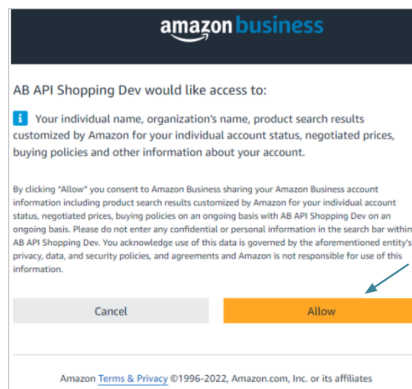 amazon business
AB API Shopping Dev would like access to:
i Your individual name, organization's name, product search results
customized by Amazon for your individual account status, negotiated prices,
buying policies and other information about your account.
By clicking "Allow" you consent to Amazon Business sharing your Amazon Business account
information including product search results customized by Amazon for your individual account
status, negotiated prices, buying policies on an ongoing basis with AB API Shopping Dev on an
ongoing basis. Please do not enter any confidential or personal information in the search bar within
AB API Shopping Dev. You acknowledge use of this data is governed by the aforementioned entity's
privacy, data, and security policies, and agreements and Amazon is not responsible for use of this
information.
Cancel Allow
Amazon Terms & Privacy ©1996-2022, Amazon.com, Inc. or its affiliates